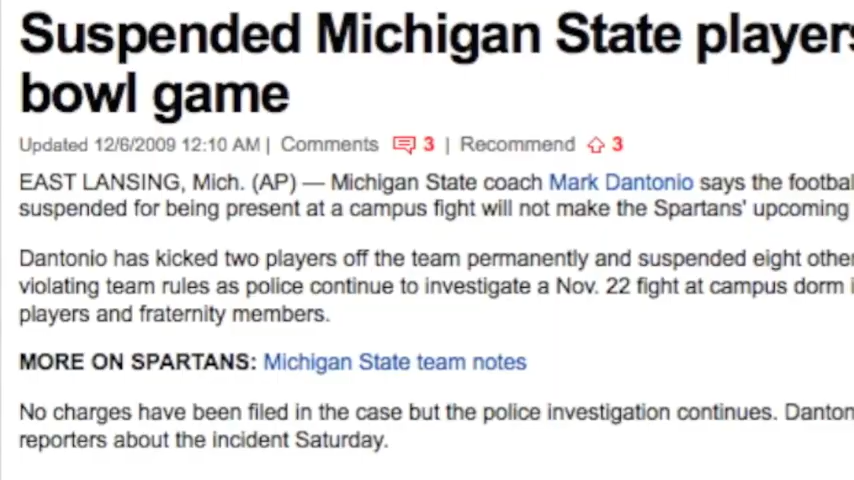 Suspended Michigan State players
bowl game
Updated 12/6/2009 12:10 AM | Comments 3 | Recommend 3
EAST LANSING, Mich. (AP) — Michigan State coach Mark Dantonio says the
suspended for being present at a campus fight will not make the Spartans' upcoming
Dantonio has kicked two players off the team permanently and suspended eight
violating team rules as police continue to investigate a Nov. 22 fight at campus dorm
players and fraternity members.
MORE ON SPARTANS: Michigan State team notes
No charges have been filed in the case but the police investigation continues.
reporters about the incident Saturday.